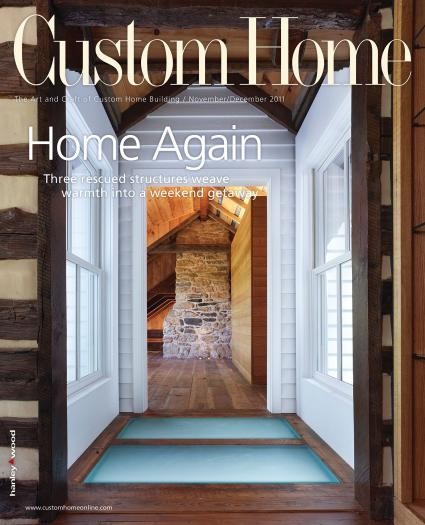 Custom Home
The Art and Craft of Custom Home Building / November/December 2011
Home Again
Three rescued structures weave
warmth into a weekend getaway
hanley wood
www.customhomeonline.com